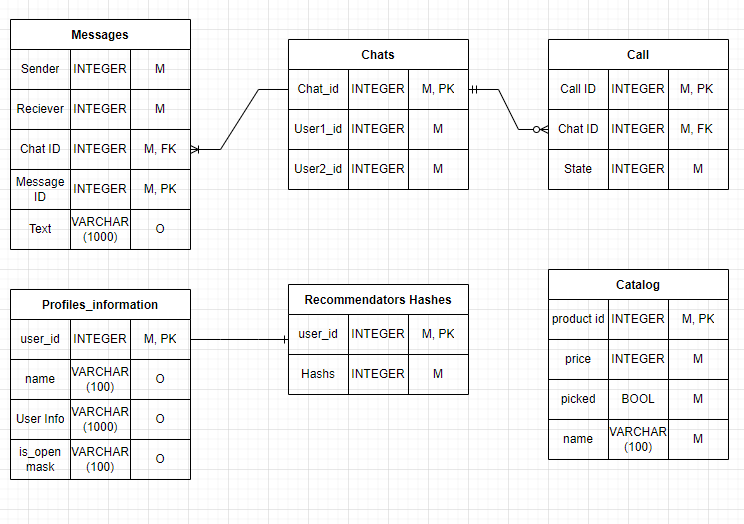 Messages
Sender INTEGER M
Reciever INTEGER M
Chat ID INTEGER M, FK
Message
ID INTEGER M, PK
Text VARCHAR
(1000) O
Chats
Chat_id INTEGER M, PK
User1_id INTEGER M
User2_id INTEGER M
Call
Call ID INTEGER M, PK
Chat ID INTEGER M, FK
State INTEGER M
Profiles_information
user_id INTEGER M, PK
name VARCHAR
(100) O
User Info VARCHAR
(1000) O
is_open
mask VARCHAR
(100) O
Recommendators Hashes
user_id INTEGER M, PK
Hashs INTEGER M
Catalog
product id INTEGER M, PK
price INTEGER M
picked BOOL M
name VARCHAR
(100) M